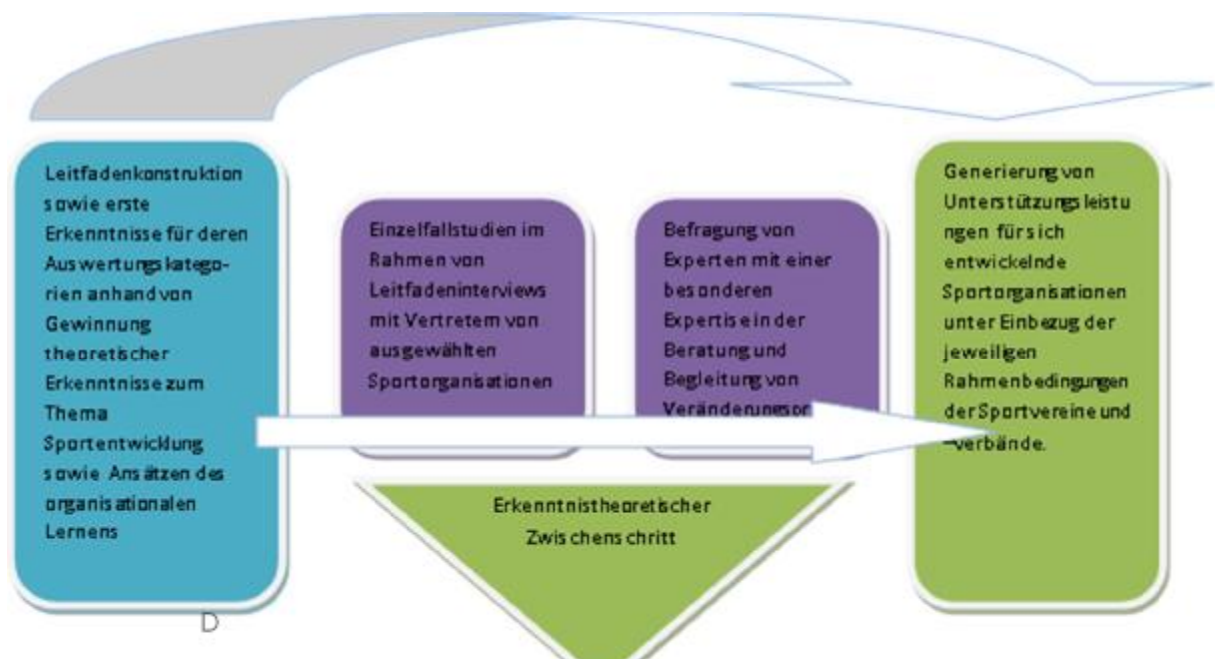 Leitfadenkonstruktion
sowie erste
Erkenntnisse für deren
Auswertungskatego-
rien anhand von
Gewinnung
theoretischer
Erkenntnisse zum
Thema
Sportentwicklung
sowie Ansätzen des
organisationalen
Lernens
Einzelfallstudien im
Rahmen von
Leitfadeninterviews
mit Vertretern von
ausgewählten
Sportorganisationen
Befragung von
Experten mit einer
besonderen
Expertise in der
Beratung und
Begleitung von
Generierung von
Unterstützungsleistu
ngen für sich
entwickelnde
Sportorganisationen
unter Einbezug der
jeweiligen
Rahmenbedingungen
der Sportvereine und
–verbände.
Erkenntnistheoretischer
Zwischenschritt
D